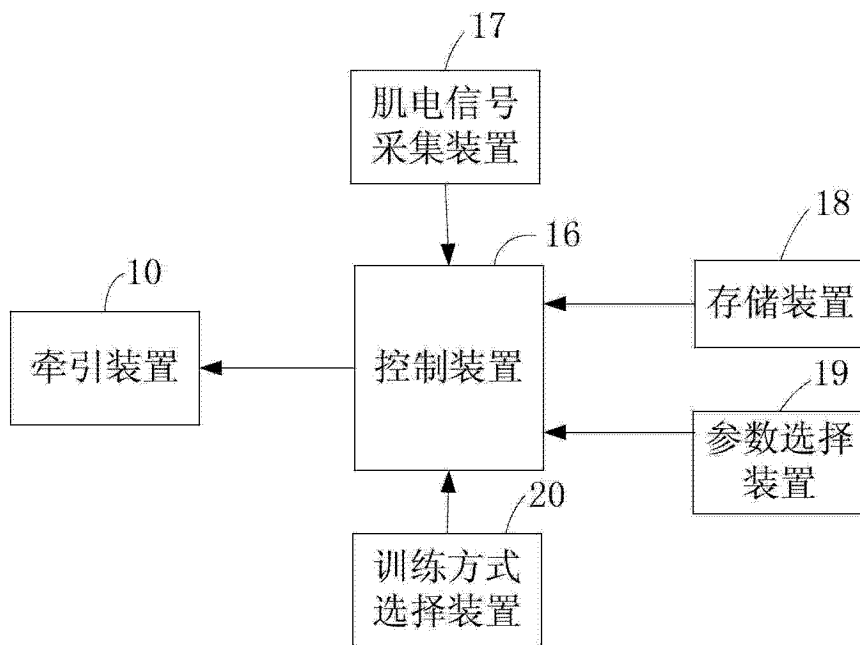 17
肌电信号
采集装置
16
18
存储装置
10
牵引装置
控制装置
19
参数选择
装置
20
训练方式
选择装置